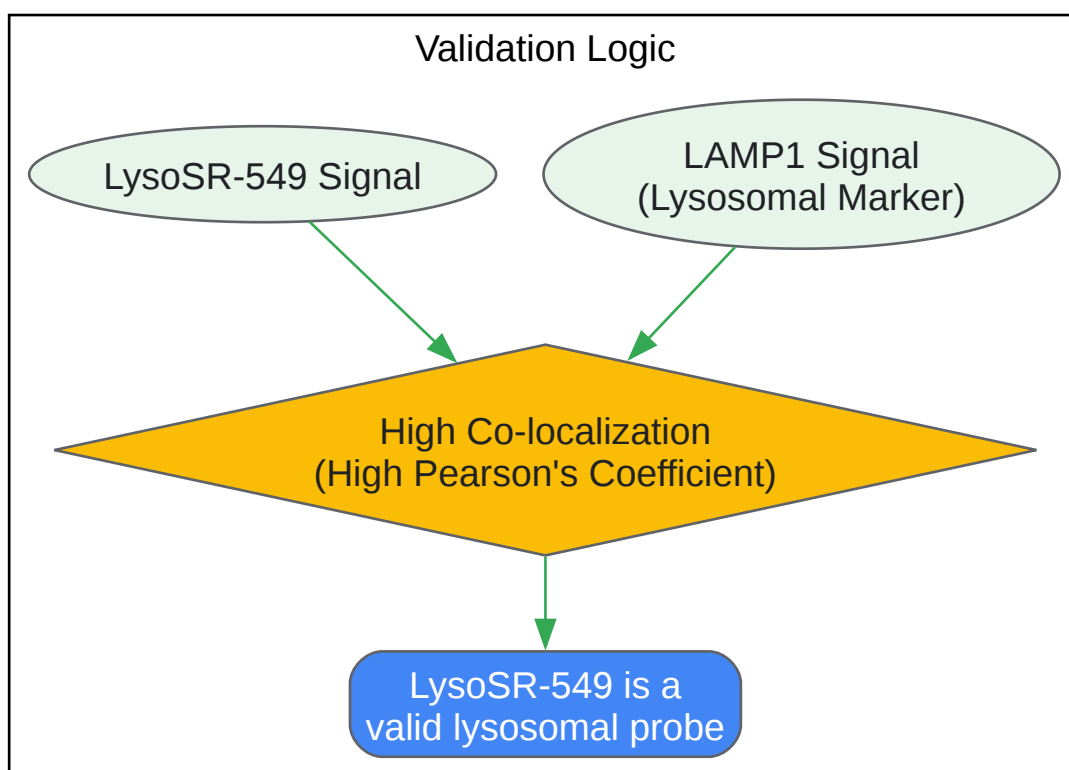 Validation Logic
LysoSR-549 Signal
LAMP1 Signal
(Lysosomal Marker)
High Co-localization
(High Pearson's Coefficient)
LysoSR-549 is a
valid lysosomal probe